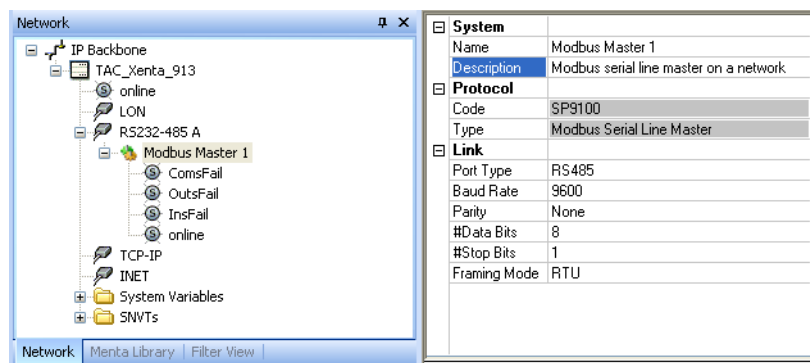 Network
IP Backbone
TAC_Xenta_913
online
LON
RS232-485 A
Modbus Master 1
ComsFail
OutsFail
InsFail
online
TCP-IP
INET
System Variables
SNVTs
Network Menta Library Filter View
System
Name Modbus Master 1
Description Modbus serial line master on a network
Protocol
Code SP9100
Type Modbus Serial Line Master
Link
Port Type RS485
Baud Rate 9600
Parity None
#Data Bits 8
#Stop Bits 1
Framing Mode RTU